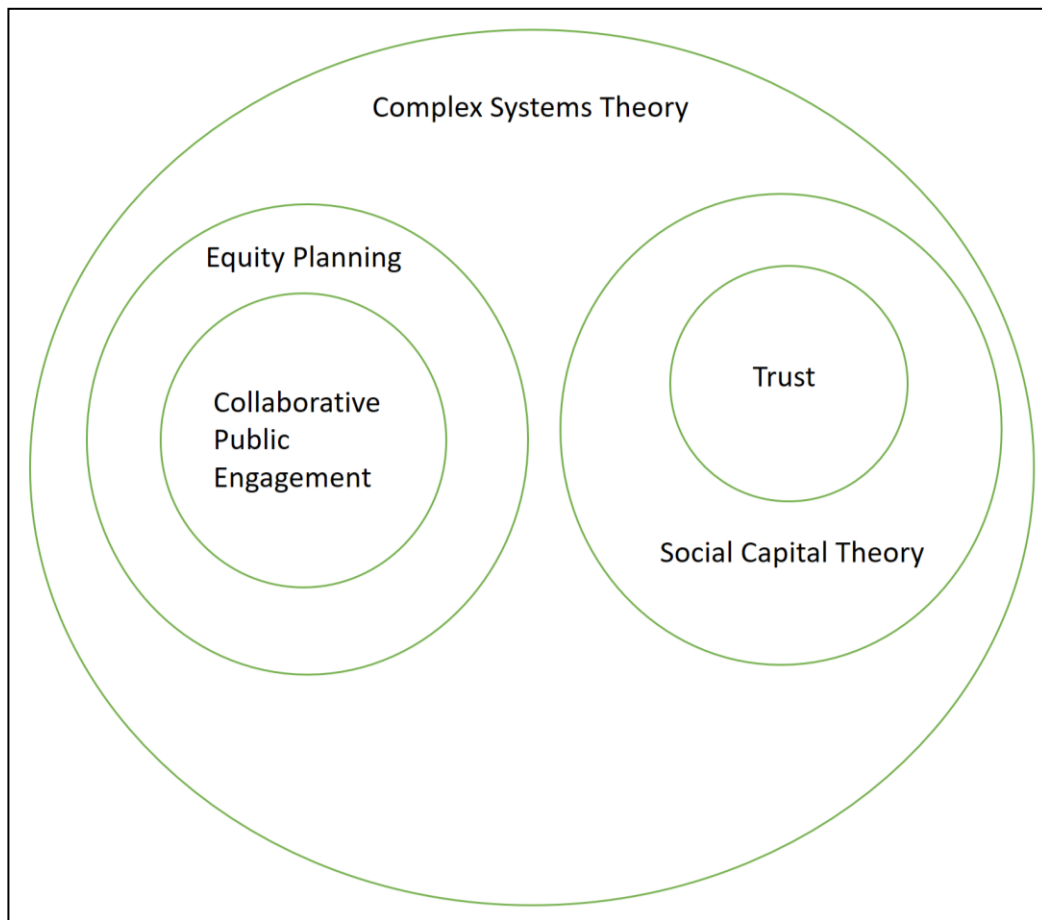 Complex Systems Theory
Equity Planning
Collaborative
Public
Engagement
Trust
Social Capital Theory